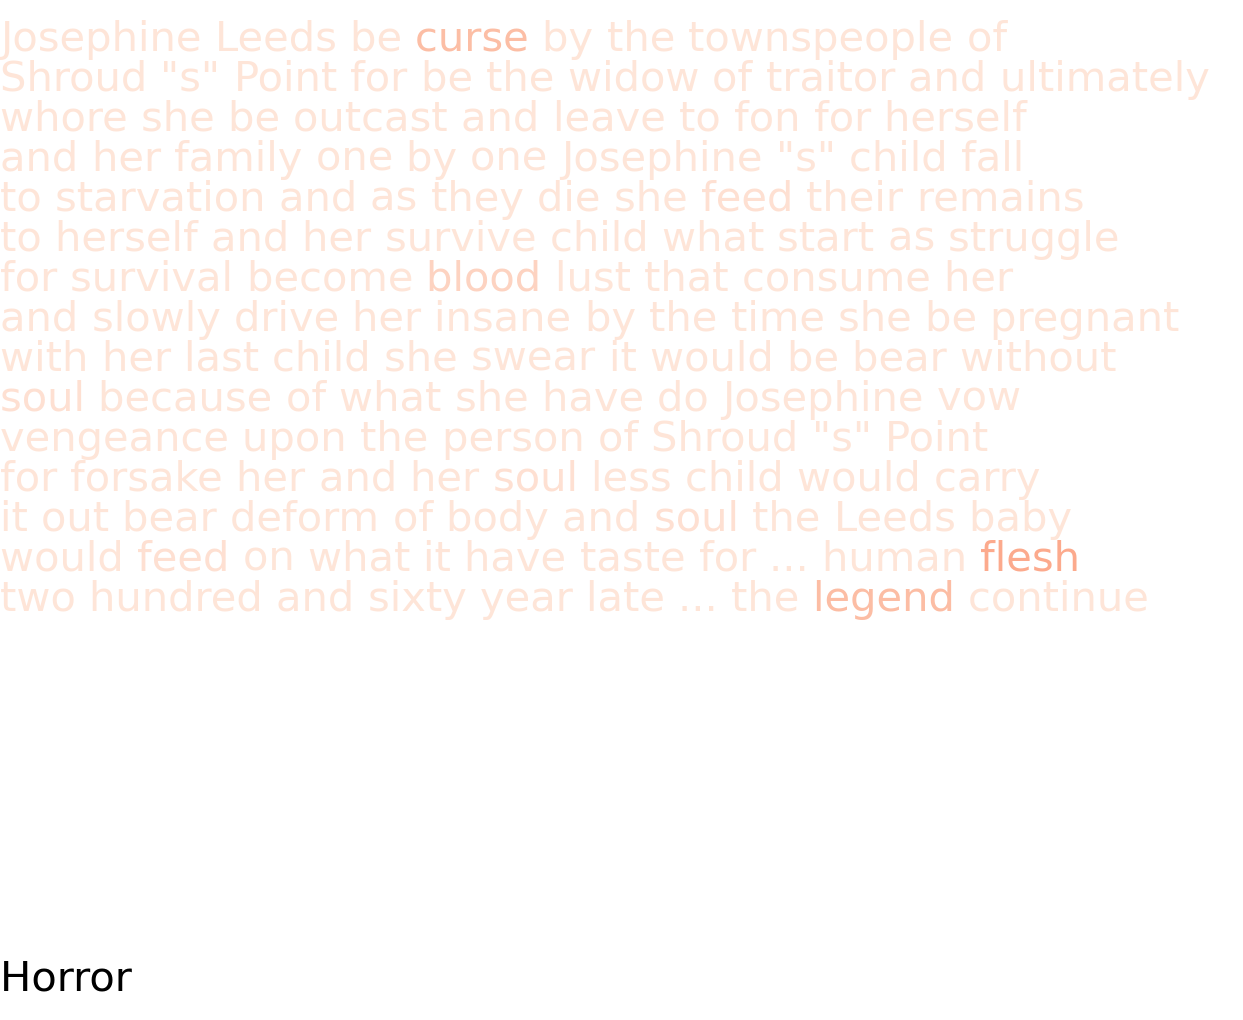 Josephine Leeds be curse by the townspeople of
Shroud "s" Point for be the widow of traitor and ultimately
whore she be outcast and leave to fon for herself
and her family one by one Josephine "s" child fall
to starvation and as they die she feed their remains
to herself and her survive child what start as struggle
for survival become blood lust that consume her
and slowly drive her insane by the time she be pregnant
with her last child she swear it would be bear without
soul because of what she have do Josephine vow
vengeance upon the person of Shroud "s" Point
for forsake her and her soul less child would carry
it out bear deform of body and soul the Leeds baby
would feed on what it have taste for ... human flesh
two hundred and sixty year late ... the legend continue
Horror